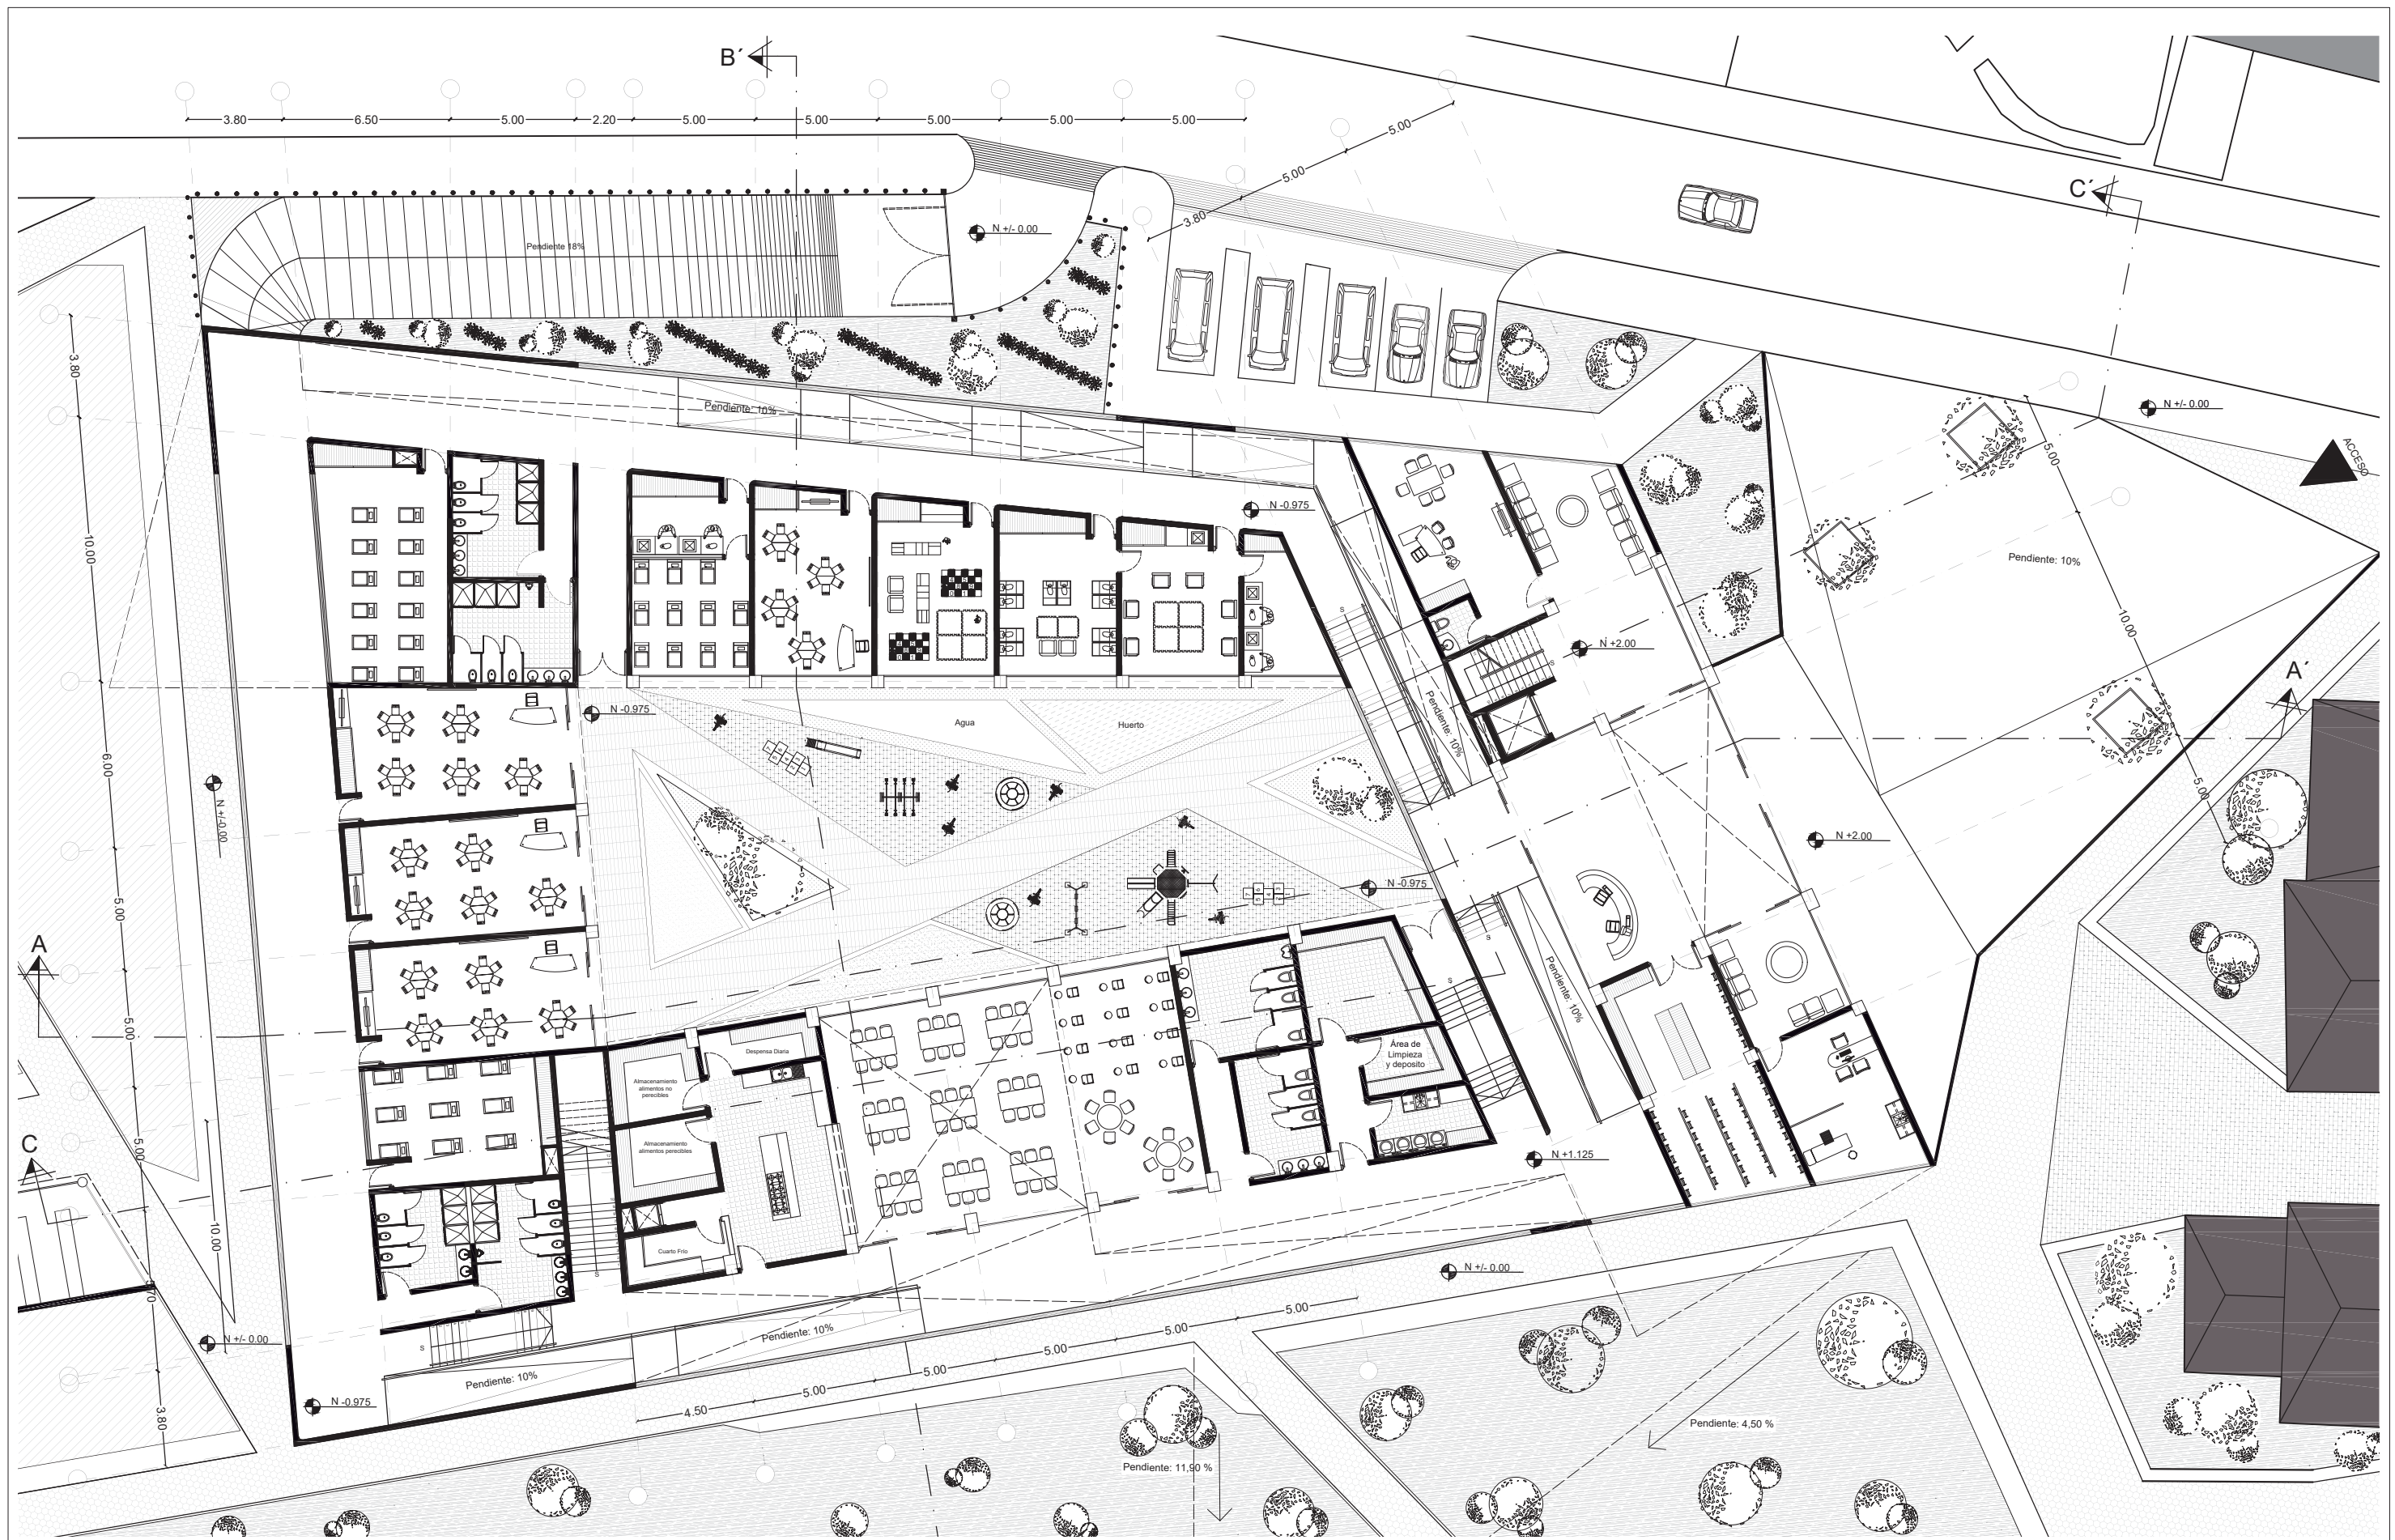 B´
3.80
6.50
5.00
2.20
5.00
5.00
5.00
5.00
5.00
5.00
5.00
3.80
C´
Pendiente 18%
N +/- 0.00
N +/- 0.00
ACCESO
Pendiente: 10%
3.80
10.00
6.00
5.00
5.00
5.00
3.80
10.00
N -0.975
5.00
Pendiente: 10%
10.00
5.00
S
S
N +2.00
A´
N -0.975
Agua
Huerto
Pendiente: 10%
N +/-0.00
N +2.00
N -0.975
A
S
S
Pendiente: 10%
Despensa Diaria
Área de
Limpieza
y deposito
Almacenamiento
alimentos no
perecibles
Almacenamiento
alimentos perecibles
C
N +1.125
Cuarto Frio
S
N +/- 0.00
N +/- 0.00
S
Pendiente: 10%
Pendiente: 10%
N -0.975
4.50
5.00
5.00
5.00
5.00
5.00
Pendiente: 4,50 %
Pendiente: 11,90 %